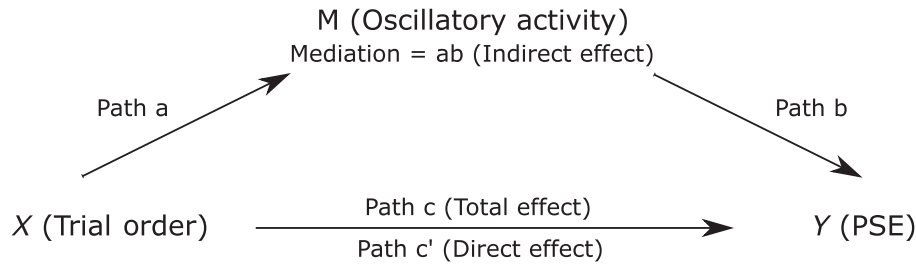 M (Oscillatory activity)
Mediation = ab (Indirect effect)
Path a
Path b
Path c (Total effect)
X (Trial order)
Y (PSE)
Path c' (Direct effect)